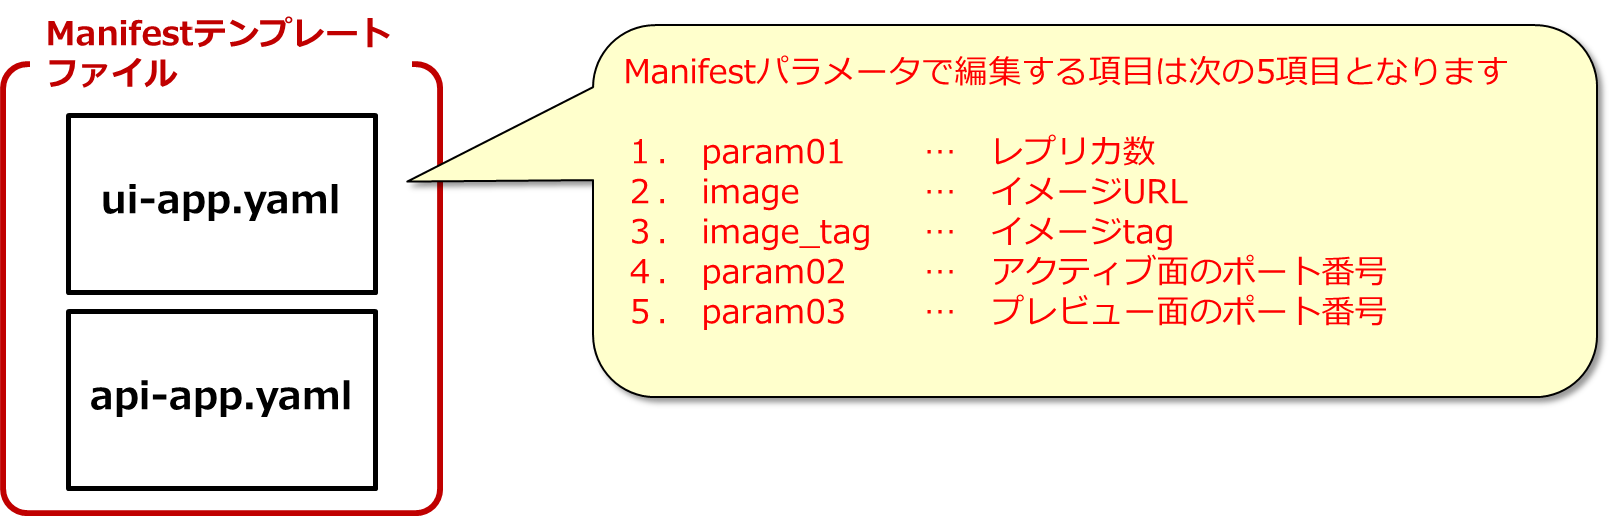 Manifestテンプレート
ファイル
ui-app.yaml
api-app.yaml
Manifestパラメータで編集する項目は次の5項目となります
１． param01 … レプリカ数
２． image … イメージURL
３． image_tag … イメージtag
４． param02 … アクティブ面のポート番号
５． param03 … プレビュー面のポート番号